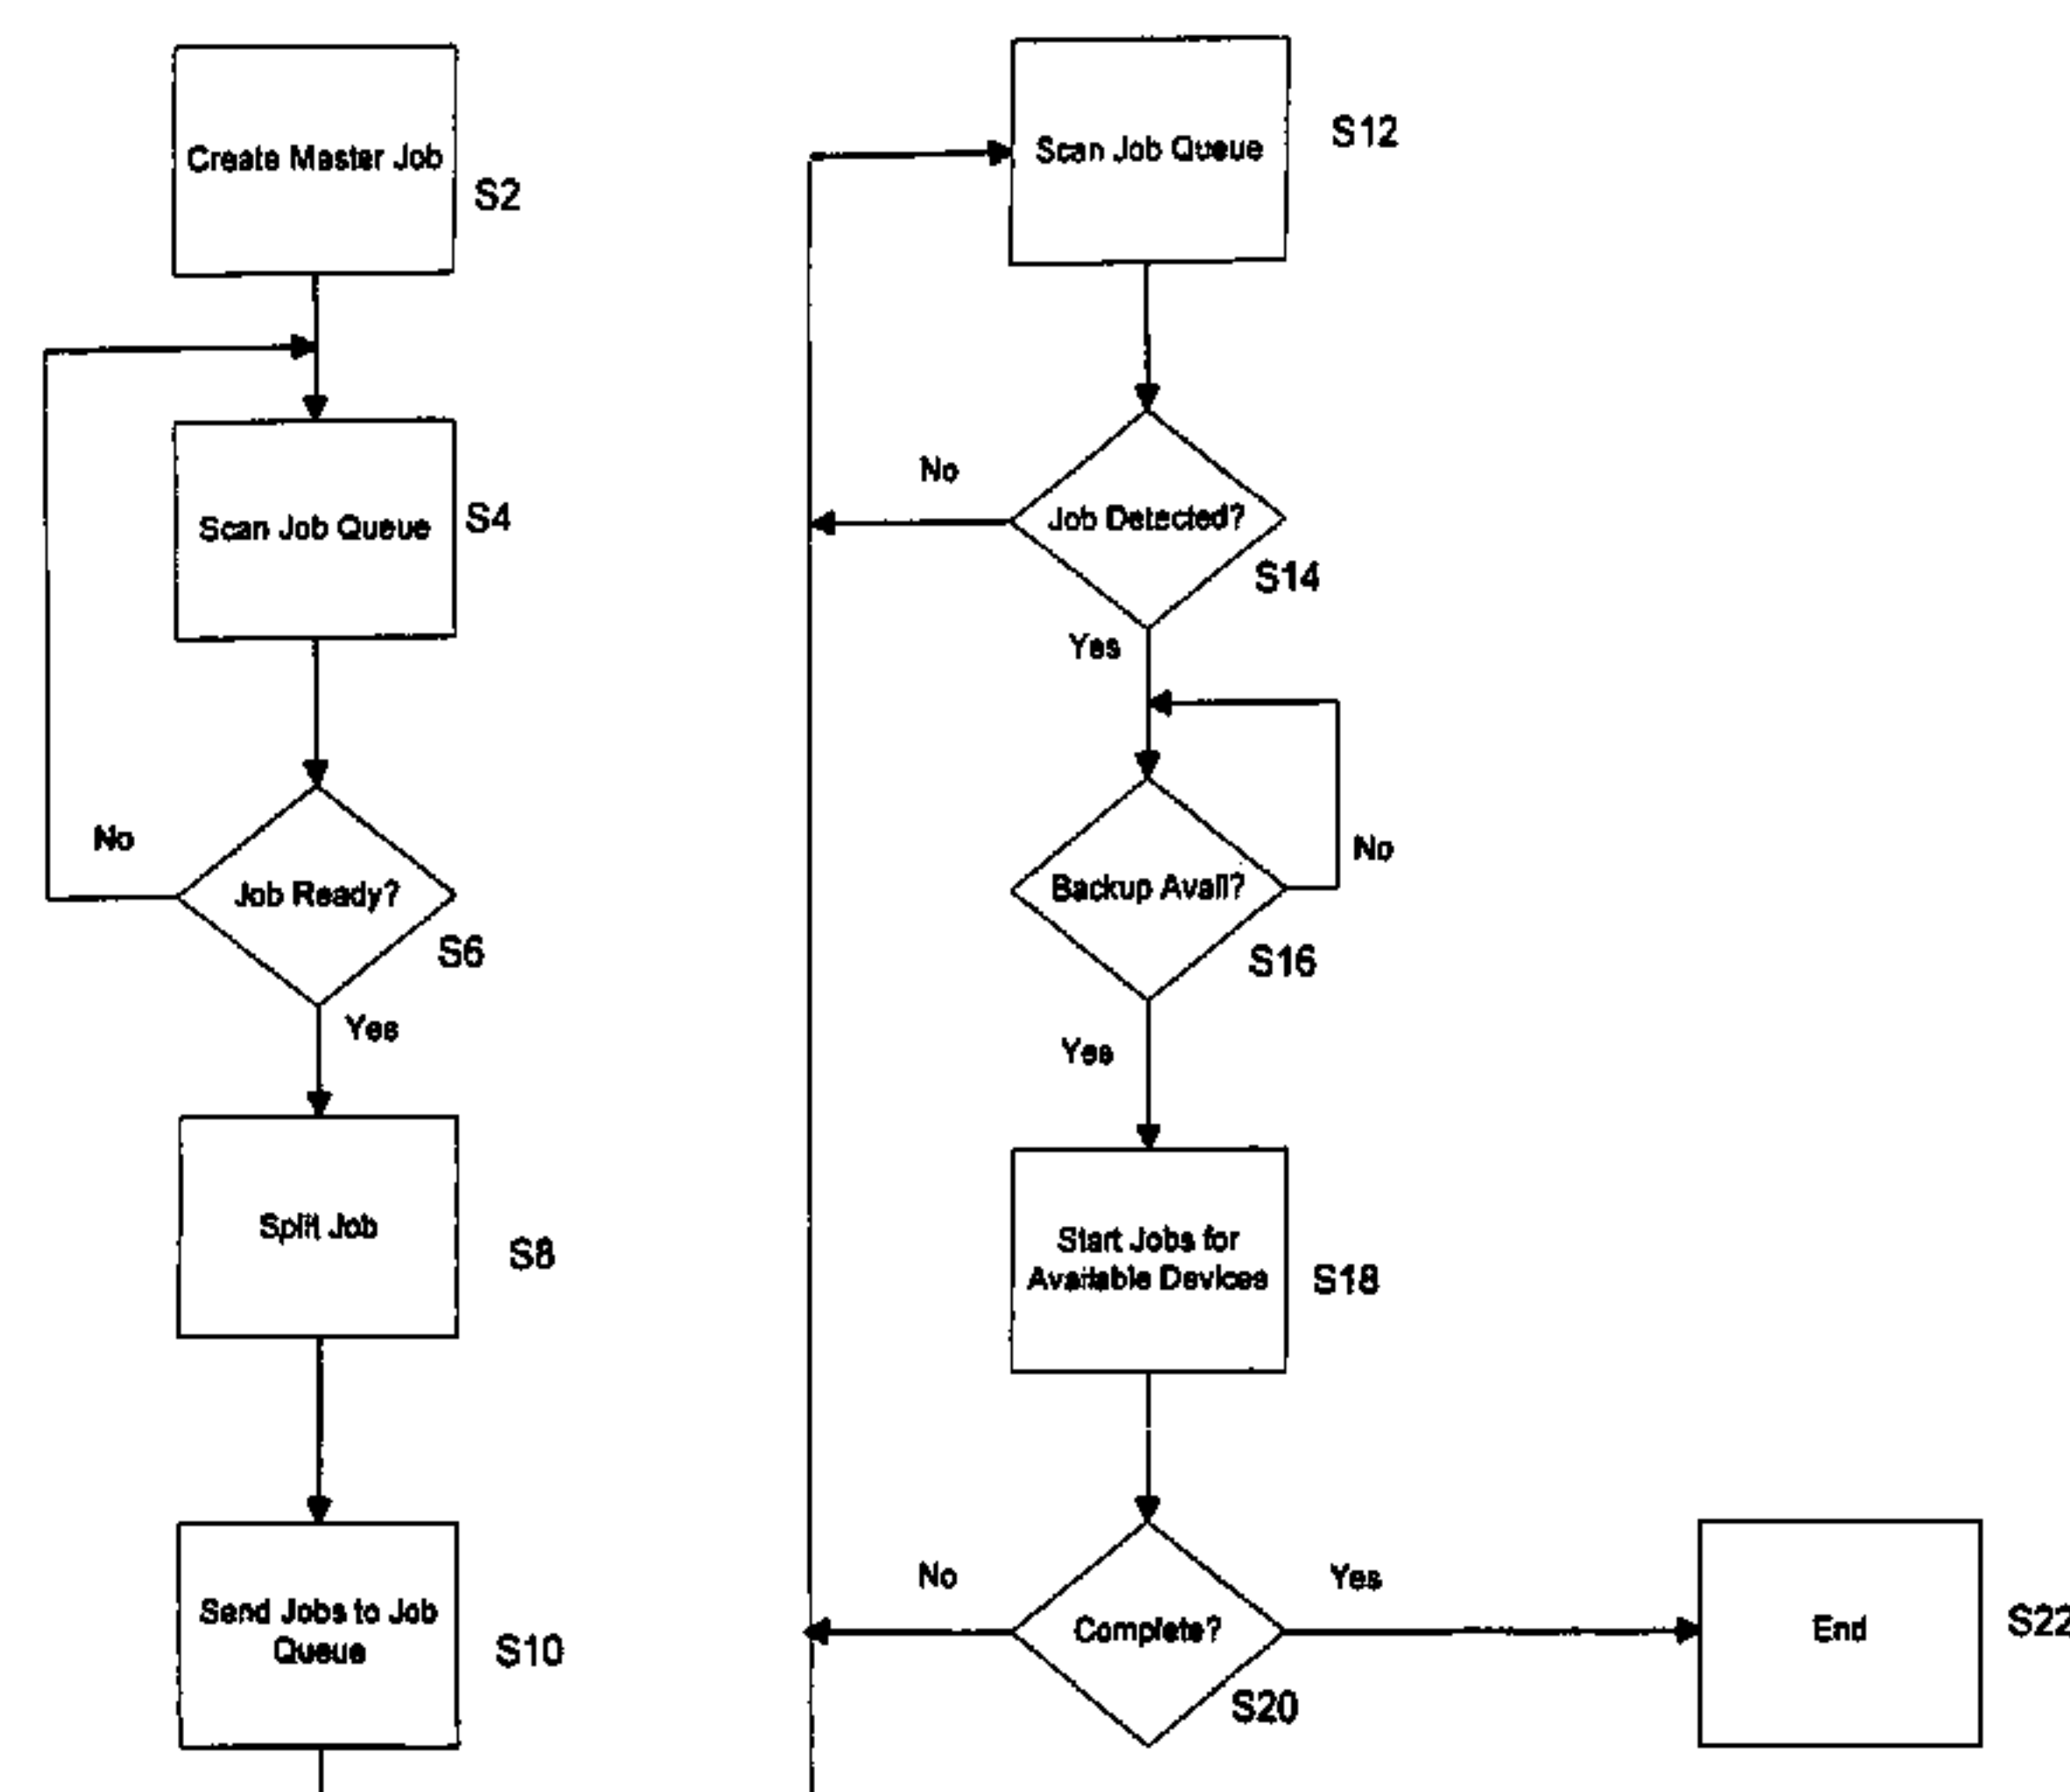 Create Master Job
S2
Scan Job Queue
S4
No
Job Ready?
S6
Yes
Split Job
S8
Send Jobs to Job
Queue
S10
Scan Job Queue
S12
No
Job Detected?
S14
Yes
Backup Avail?
No
S16
Yes
Start Jobs for
Available Devices
S18
No
Yes
Complete?
S20
End
S22